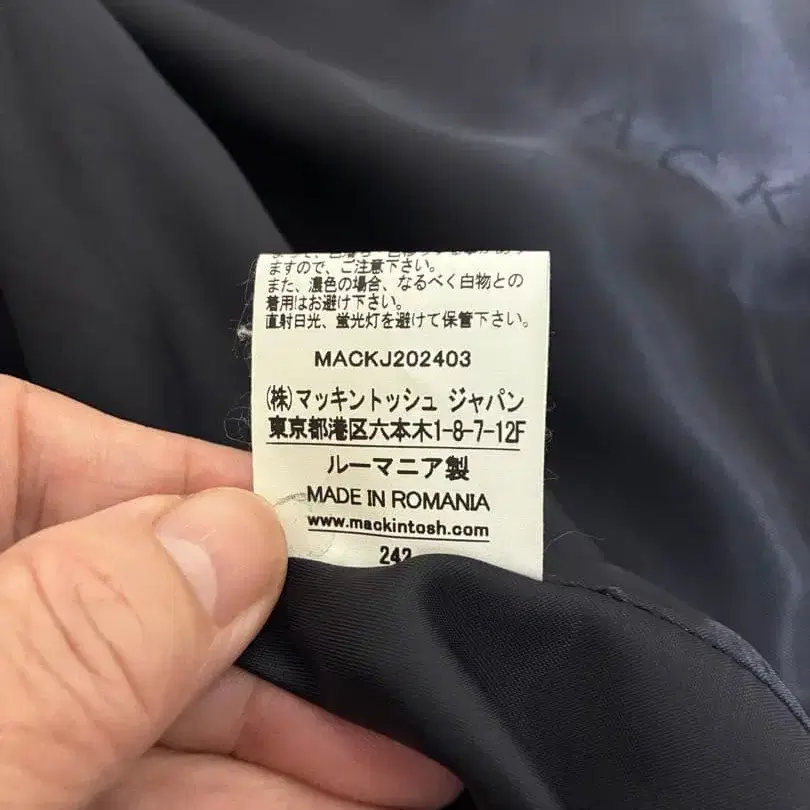 ますので、ご注意下さい。
また、濃色の場合、なるべく白物との
着用はお避け下さい。
直射日光、蛍光灯を避けて保管下さい。
MACKJ202403
(株)マッキントッシュ ジャパン
東京都港区六本木1-8-7-12F
ルーマニア製
MADE IN ROMANIA
www.mackintosh.com
242
ACK